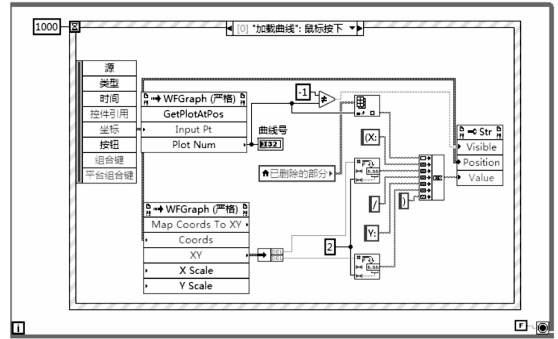 1000
[0] "加载曲线": 鼠标按下
源
类型
时间
控件引用
坐标
按钮
组合键
平台组合键
WFGraph (严格)
GetPlotAtPos
Input Pt
Plot Num
曲线号
I32
-1
已删除的部分
(X:
/
Y:
)
2
Str
Visible
Position
Value
WFGraph (严格)
Map Coords To XY
Coords
XY
X Scale
Y Scale
i
F